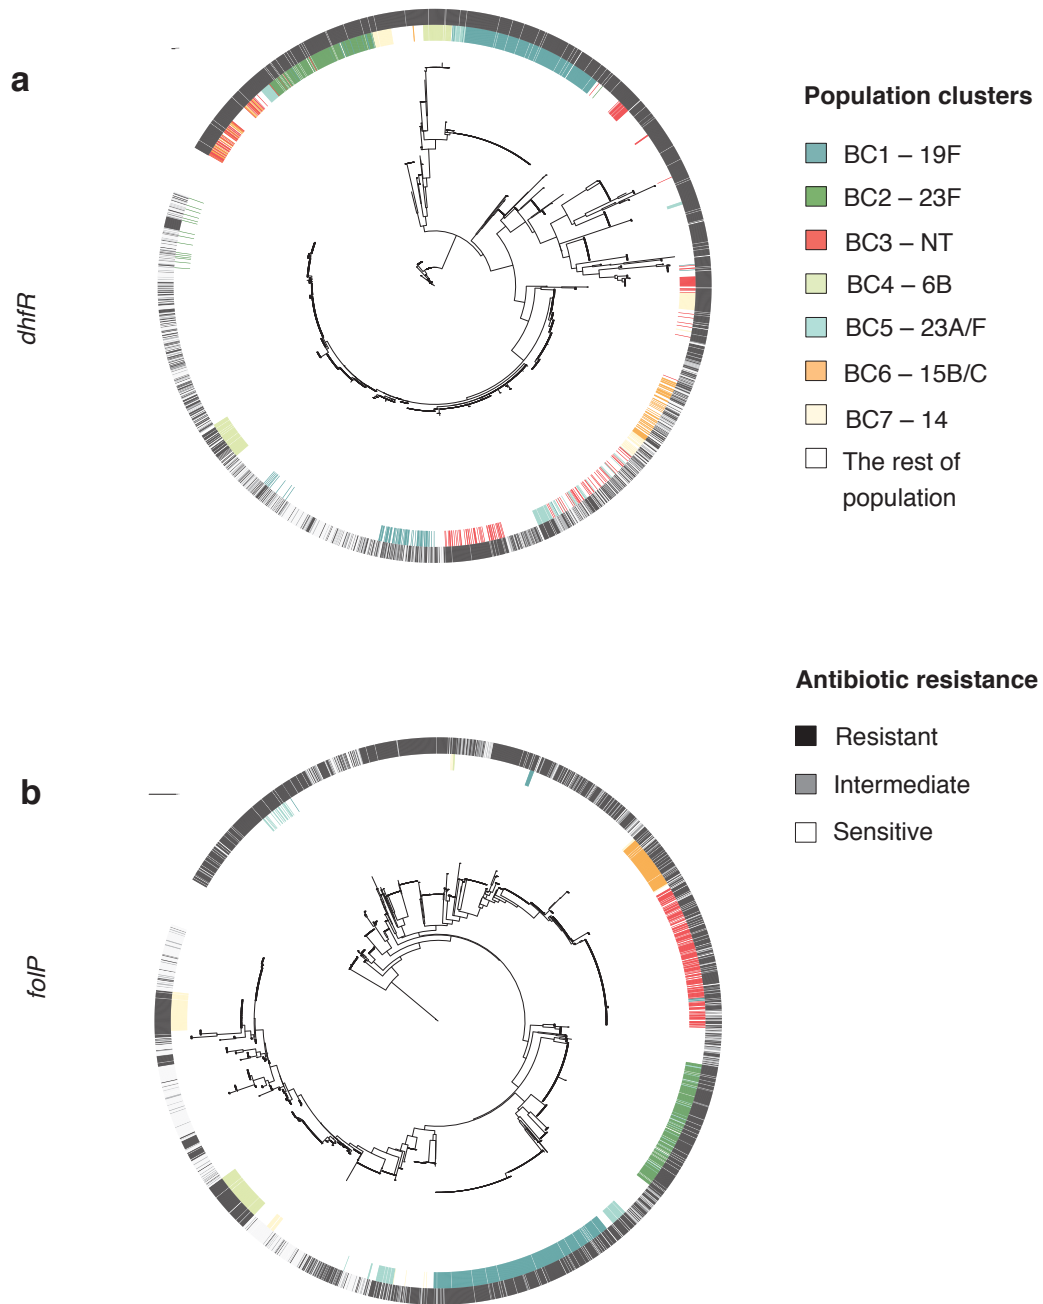 a
Population clusters
BC1 – 19F
BC2 – 23F
BC3 – NT
BC4 – 6B
BC5 – 23A/F
BC6 – 15B/C
BC7 – 14
The rest of
population
dhfR
Antibiotic resistance
Resistant
Intermediate
Sensitive
b
folP